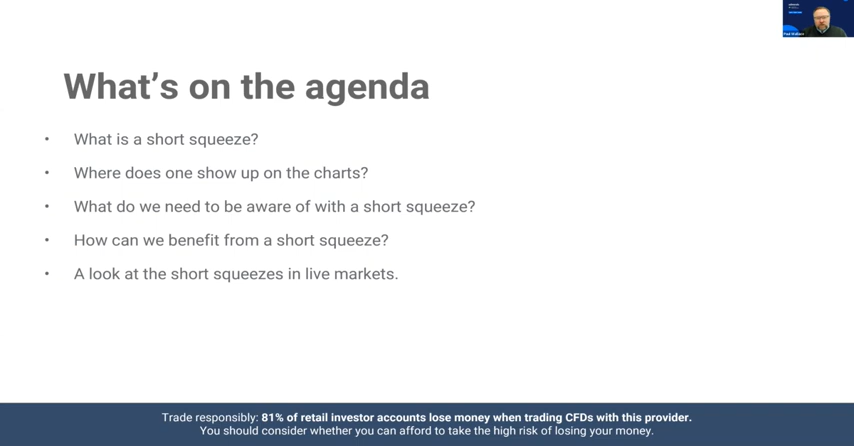 What's on the agenda
• What is a short squeeze?
• Where does one show up on the charts?
• What do we need to be aware of with a short squeeze?
• How can we benefit from a short squeeze?
• A look at the short squeezes in live markets.
Trade responsibly: 81% of retail investor accounts lose money when trading CFDs with this provider.
You should consider whether you can afford to take the high risk of losing your money.